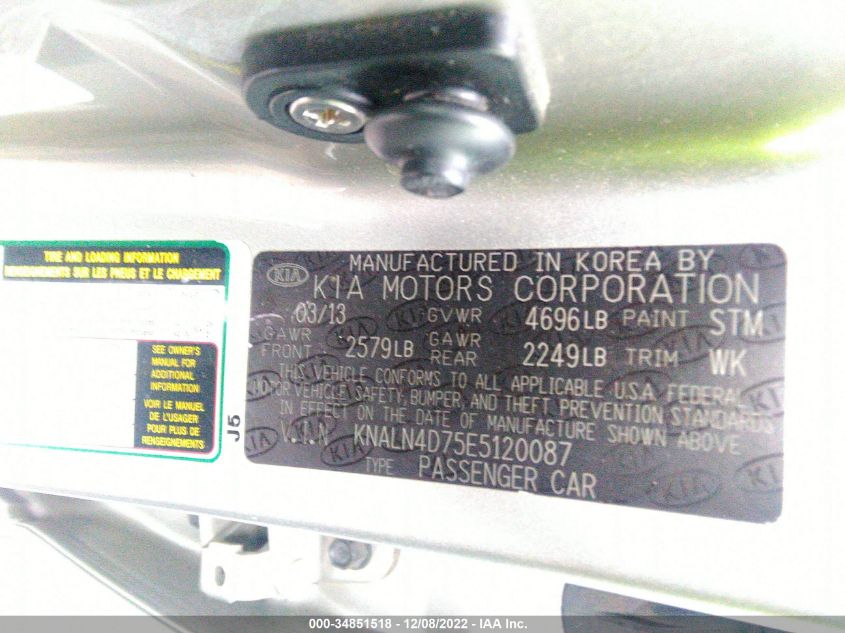 TIRE AND LOADING INFORMATION
RENSEIGNEMENTS SUR LES PNEUS ET LE CHARGEMENT
SEE OWNER'S
MANUAL FOR
ADDITIONAL
INFORMATION
VOIR LE MANUEL
DE L'USAGER
POUR PLUS DE
RENSEIGNEMENTS
J5
KIA
MANUFACTURED IN KOREA BY
KIA MOTORS CORPORATION
03/13 GVWR 4696LB PAINT STM
GAWR FRONT 2579LB GAWR REAR 2249LB TRIM WK
THIS VEHICLE CONFORMS TO ALL APPLICABLE U.S.A FEDERAL
MOTOR VEHICLE SAFETY, BUMPER, AND THEFT PREVENTION STANDARDS
IN EFFECT ON THE DATE OF MANUFACTURE SHOWN ABOVE
V.I.N KNALN4D75E5120087
TYPE PASSENGER CAR
000-34851518 - 12/08/2022 - IAA Inc.